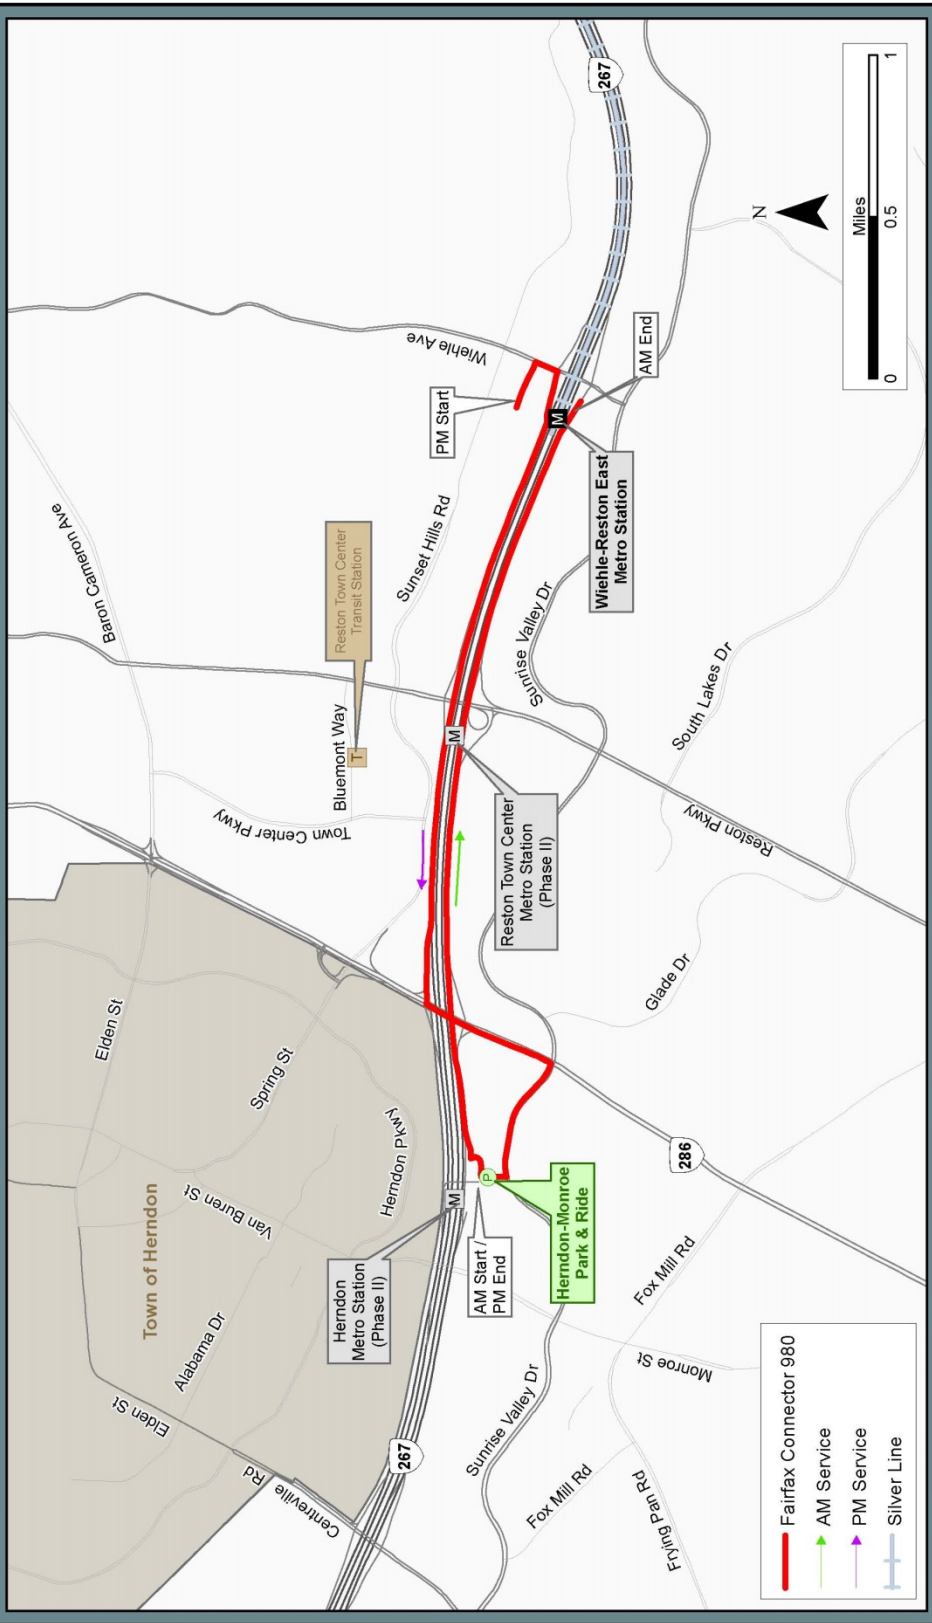 Baron Cameron Ave
Wiehle Ave
267
Elden St
Town Center Pkwy
Bluemont Way
T
Reston Town Center
Transit Station
PM Start
Sunset Hills Rd
Spring St
Town of Herndon
Van Buren St
Herndon Pkwy
Alabama Dr
Elden St
Centreville
Rd
267
Herndon
Metro Station
(Phase II)
M
M
M
AM End
AM Start /
PM End
P
Herndon-Monroe
Park & Ride
Reston Town Center
Metro Station
(Phase II)
Sunrise Valley Dr
Wiehle-Reston East
Metro Station
Sunrise Valley Dr
South Lakes Dr
Reston Pkwy
Glade Dr
286
Fox Mill Rd
Monroe St
Fox Mill Rd
Frying Pan Rd
N
Miles
0
0.5
1
Fairfax Connector 980
AM Service
PM Service
Silver Line